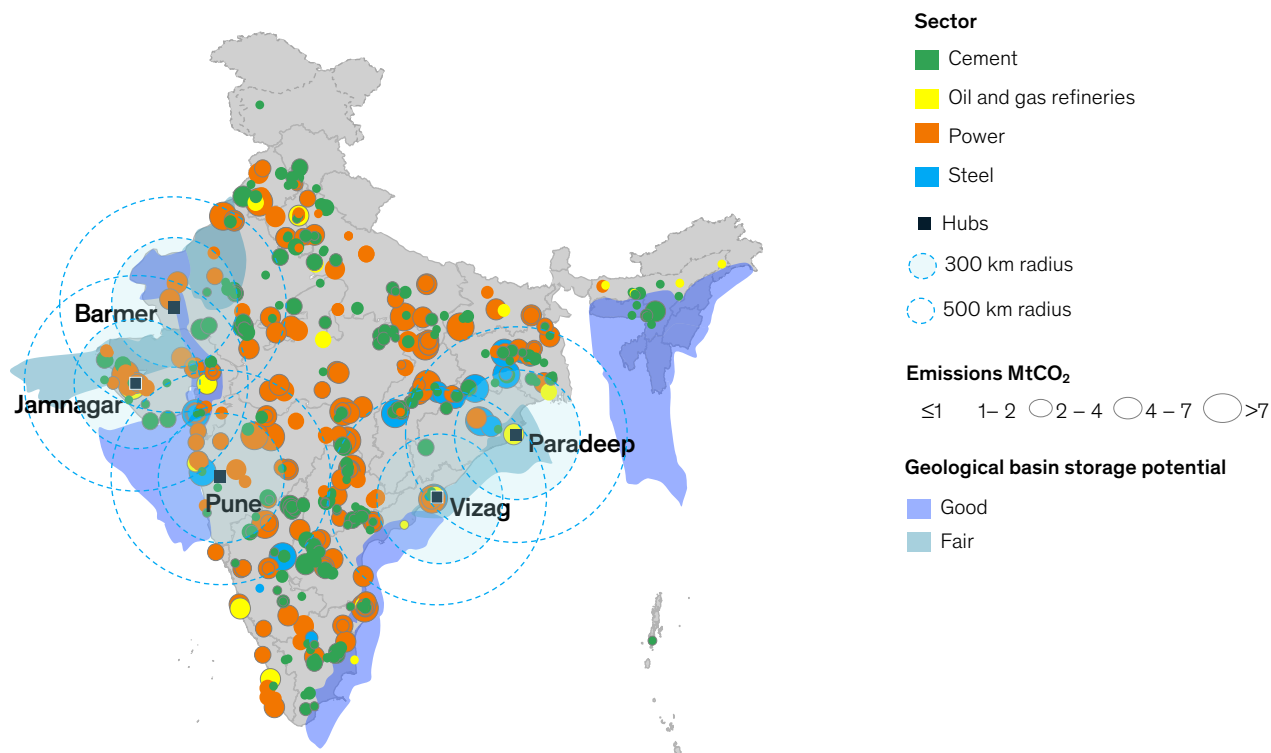 Sector
Cement
Oil and gas refineries
Power
Steel
Hubs
300 km radius
500 km radius
Emissions MtCO₂
≤1 1– 2 2 – 4 4 – 7 >7
Geological basin storage potential
Good
Fair
Barmer
Jamnagar
Pune
Paradeep
Vizag